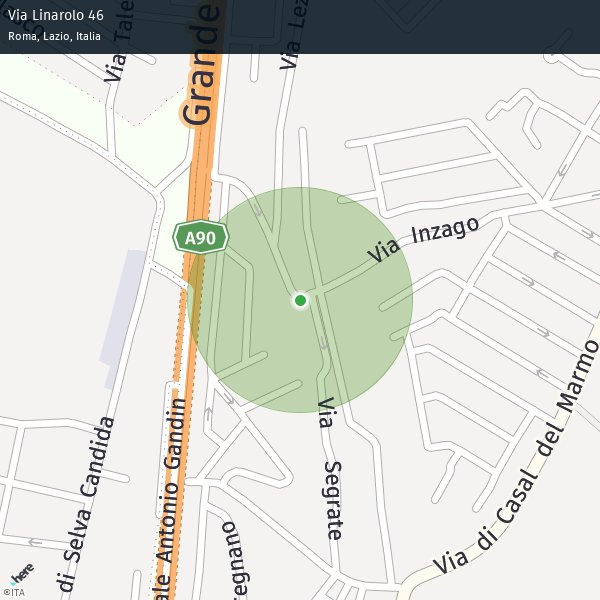 Via Linarolo 46
Roma, Lazio, Italia
Via Tale
Grande
Via Lez
A90
Via Inzago
Via Segrate
Via di Casal del Marmo
di Selva Candida
ale Antonio Gandin
egnano
here
©ITA